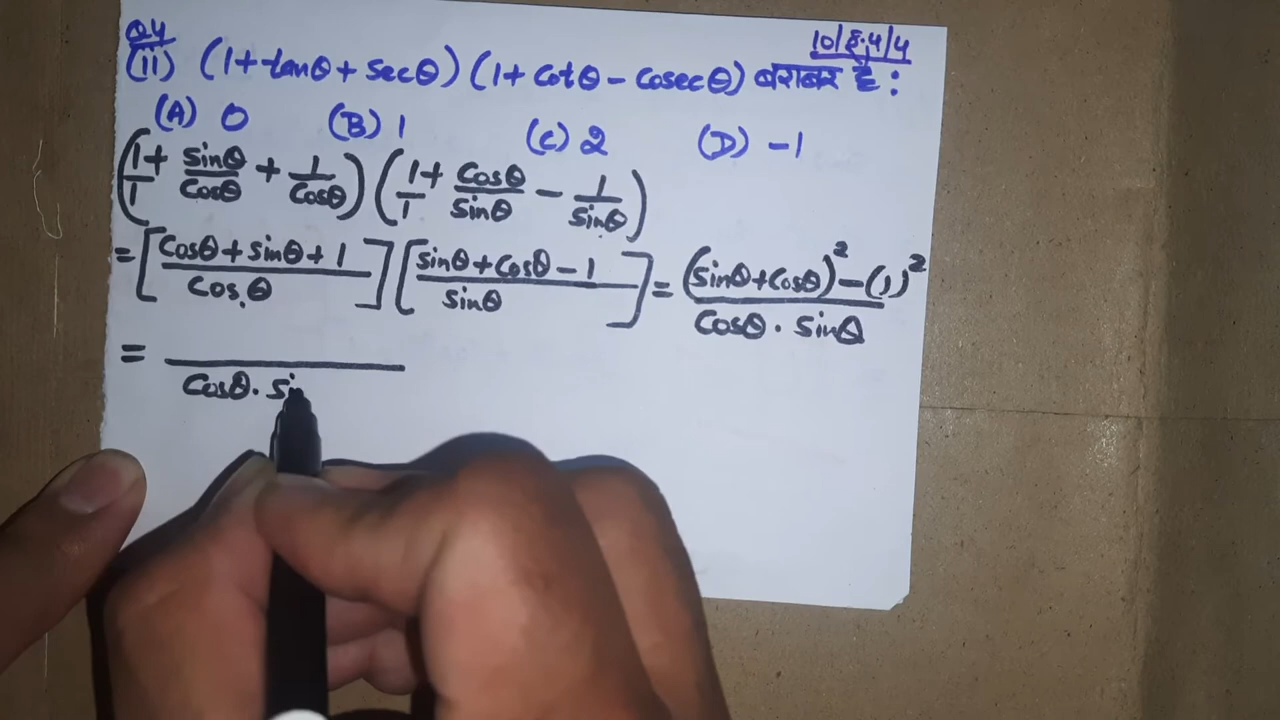 Q4
10/8.4/4
(ii) (1+tanθ+secθ) (1+cotθ-cosecθ) बराबर है :
(A) 0 (B) 1 (C) 2 (D) -1
(1/1 + sinθ/cosθ + 1/cosθ) (1/1 + cosθ/sinθ - 1/sinθ)
= [cosθ+sinθ+1/cosθ] [sinθ+cosθ-1/sinθ] = (sinθ+cosθ)²-(1)²/cosθ·sinθ
= /cosθ·si